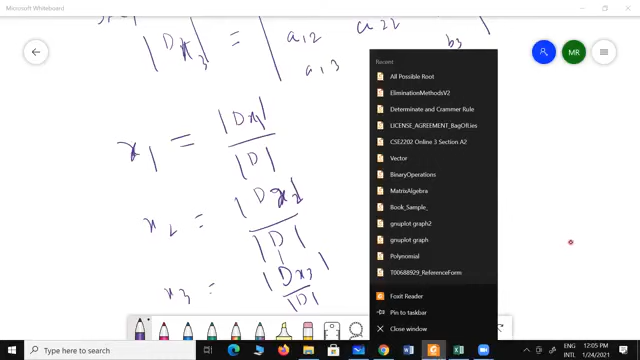 Microsoft Whiteboard
|Dx3| = | a12 a22 b3 |
a13
MR
x1 = |Dx1| / |D|
x2 = |Dx2| / |D|
x3 = |Dx3| / |D|
Recent
All Possible Root
EliminationMethodsV2
Determinate and Crammer Rule
LICENSE_AGREEMENT_BagOfLies
CSE2202 Online 3 Section A2
Vector
BinaryOperations
MatrixAlgebra
Book_Sample_
gnuplot graph2
gnuplot graph
Polynomial
T00688929_ReferenceForm
Foxit Reader
Pin to taskbar
Close window
Type here to search
ENG
INTL
12:05 PM
1/24/2021